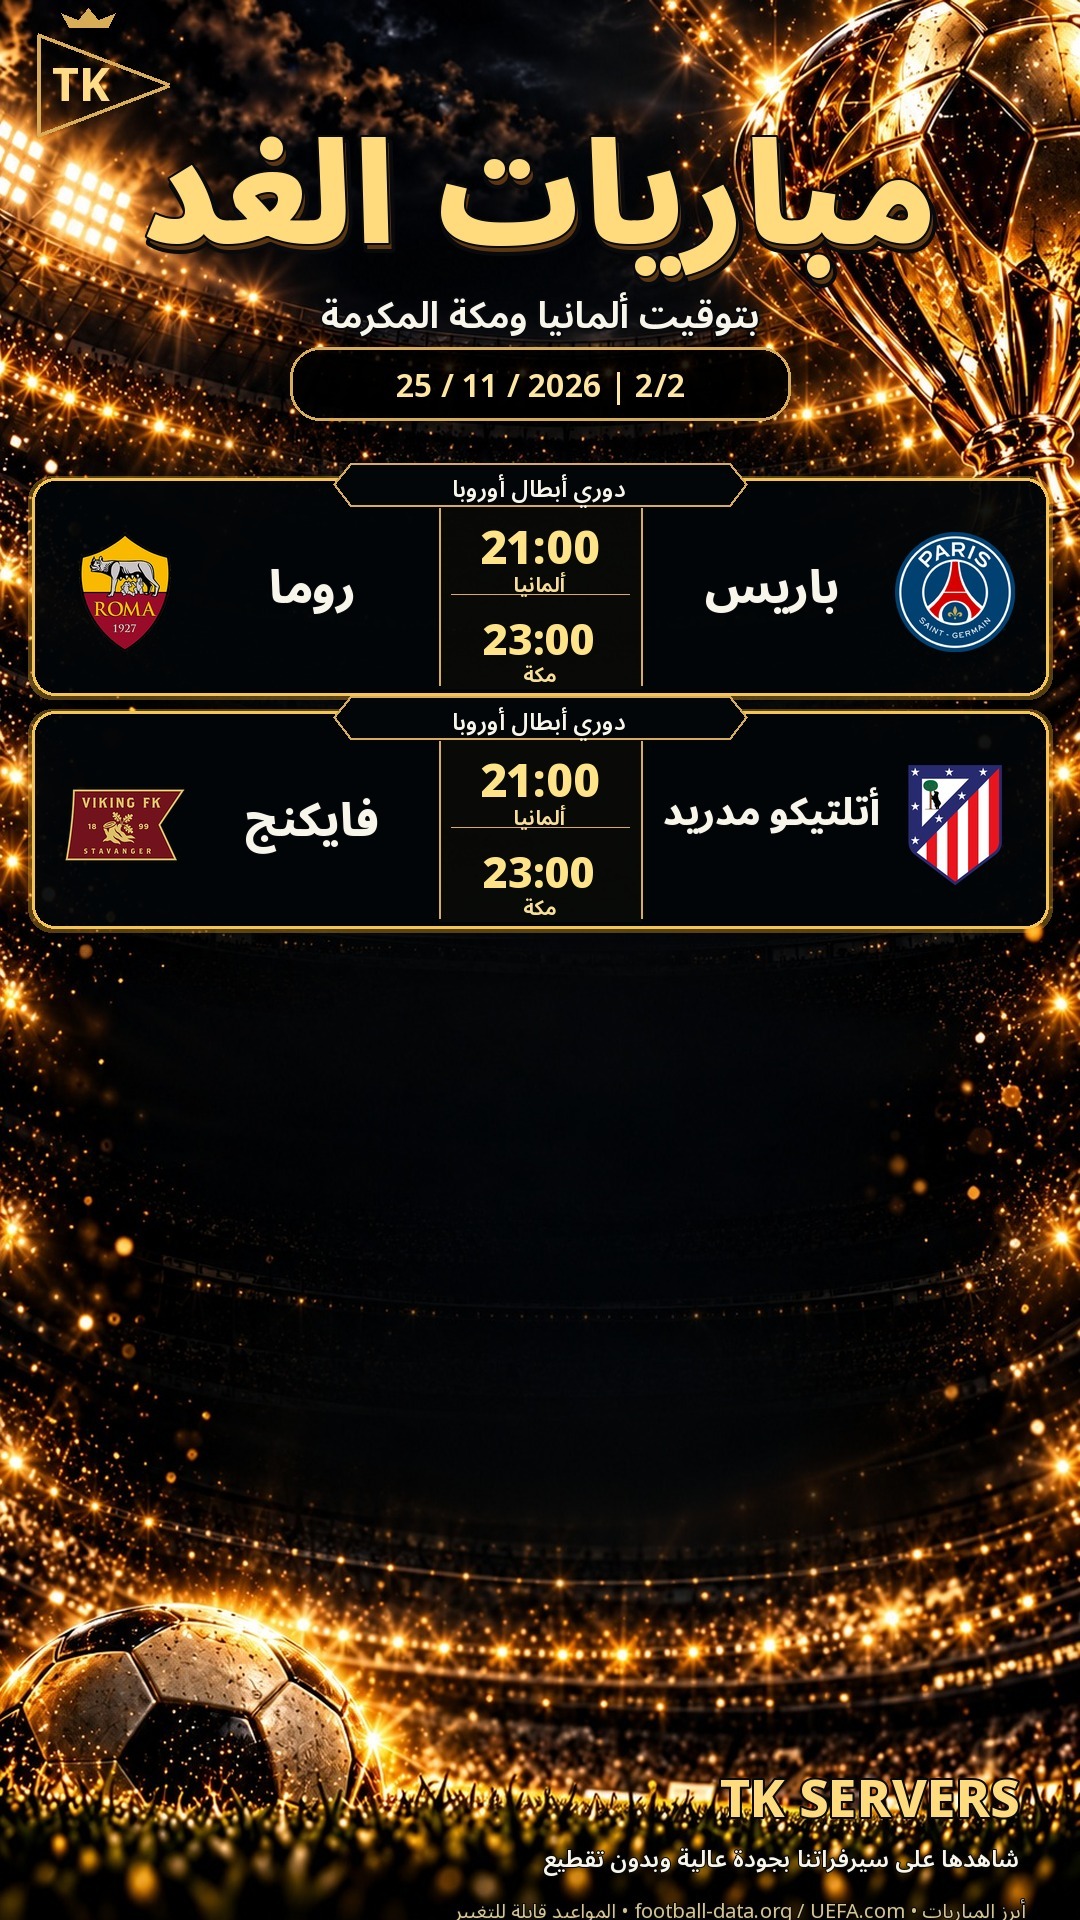 TK
مباريات الغد
بتوقيت ألمانيا ومكة المكرمة
25 / 11 / 2026 | 2/2
دوري أبطال أوروبا
باريس
21:00
ألمانيا
23:00
مكة
روما
PARIS
SAINT - GERMAIN
ROMA
1927
دوري أبطال أوروبا
أتلتيكو مدريد
21:00
ألمانيا
23:00
مكة
فايكنج
VIKING FK
18 99
STAVANGER
TK SERVERS
شاهدها على سيرفراتنا بجودة عالية وبدون تقطيع
أبرز المباريات • football-data.org / UEFA.com • المواعيد قابلة للتغيير